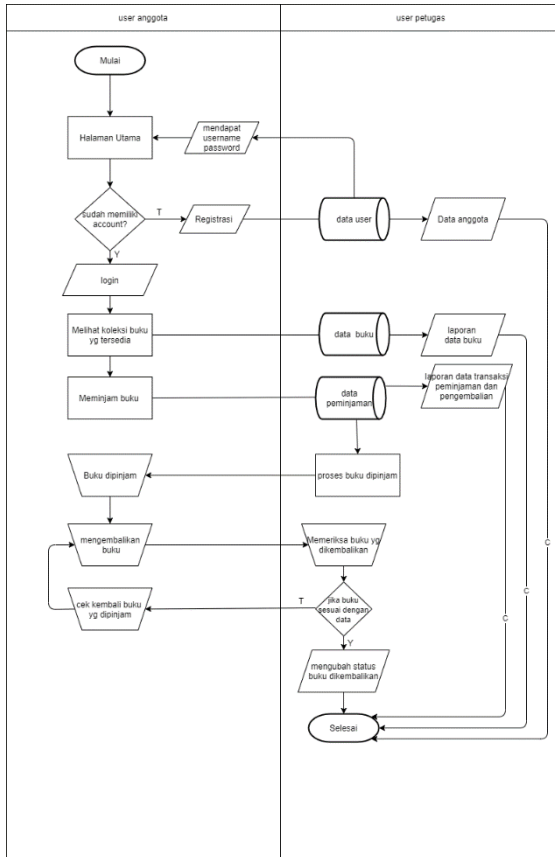 user anggota
user petugas
Mulai
Halaman Utama
mendapat
username
password
sudah memiliki
account?
T
Registrasi
data user
Data anggota
Y
login
Melihat koleksi buku
yg tersedia
data buku
laporan
data buku
Meminjam buku
data
peminjaman
laporan data transaksi
peminjaman dan
pengembalian
Buku dipinjam
proses buku dipinjam
mengembalikan
buku
Memeriksa buku yg
dikembalikan
cek kembali buku
yg dipinjam
T
jika buku
sesuai dengan
data
Y
mengubah status
buku dikembalikan
Selesai
C
C
C